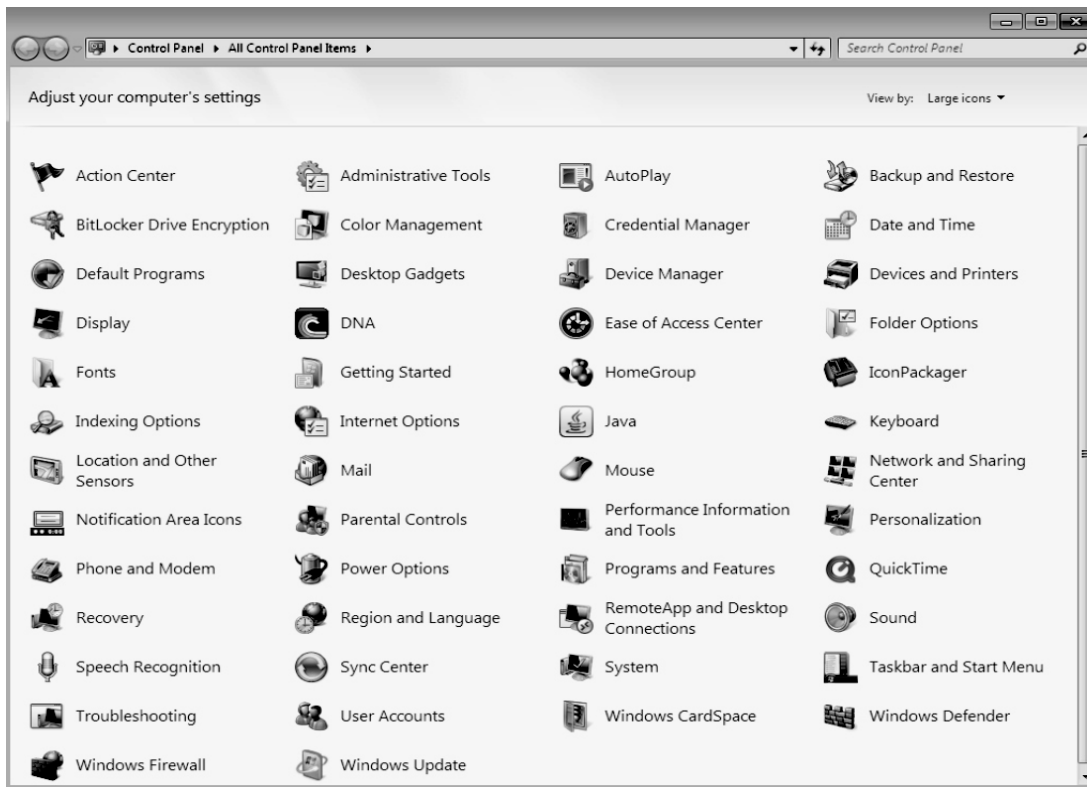 Control Panel ▸ All Control Panel Items ▸
Search Control Panel
Adjust your computer's settings
View by: Large icons
Action Center
Administrative Tools
AutoPlay
Backup and Restore
BitLocker Drive Encryption
Color Management
Credential Manager
Date and Time
Default Programs
Desktop Gadgets
Device Manager
Devices and Printers
Display
DNA
Ease of Access Center
Folder Options
Fonts
Getting Started
HomeGroup
IconPackager
Indexing Options
Internet Options
Java
Keyboard
Location and Other
Sensors
Mail
Mouse
Network and Sharing
Center
Notification Area Icons
Parental Controls
Performance Information
and Tools
Personalization
Phone and Modem
Power Options
Programs and Features
QuickTime
Recovery
Region and Language
RemoteApp and Desktop
Connections
Sound
Speech Recognition
Sync Center
System
Taskbar and Start Menu
Troubleshooting
User Accounts
Windows CardSpace
Windows Defender
Windows Firewall
Windows Update